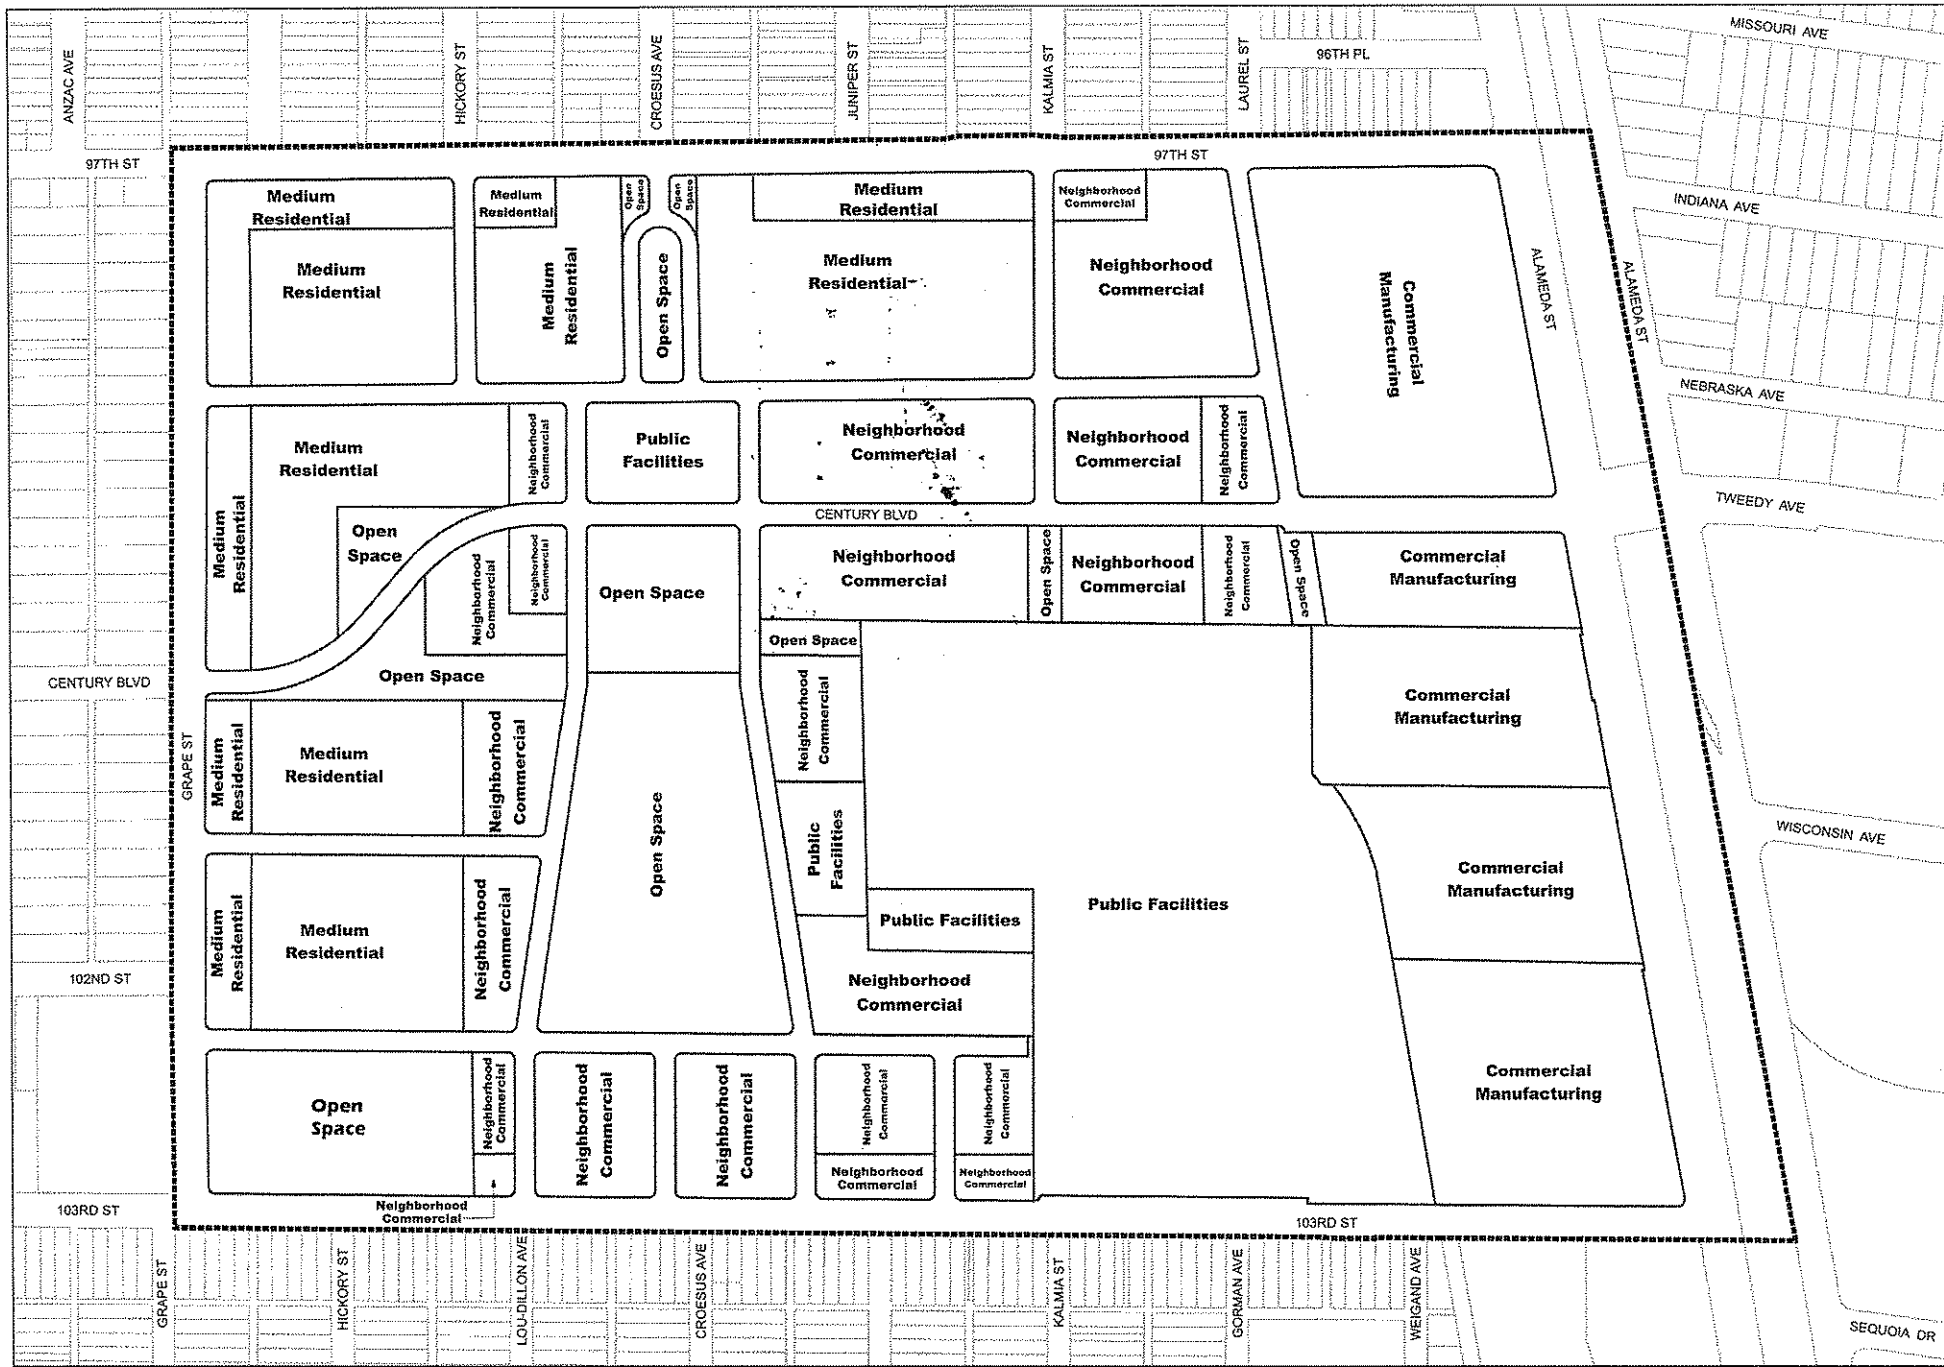 MISSOURI AVE
ANZAC AVE
HICKORY ST
CROESUS AVE
JUNIPER ST
KALMIA ST
LAUREL ST
96TH PL
97TH ST
97TH ST
INDIANA AVE
ALAMEDA ST
ALAMEDA ST
NEBRASKA AVE
TWEEDY AVE
WISCONSIN AVE
SEQUOIA DR
Medium
Residential
Medium
Residential
Medium
Residential
Medium
Residential
Open
Space
Open
Space
Open Space
Medium
Residential
Medium
Residential
Neighborhood
Commercial
Neighborhood
Commercial
Commercial
Manufacturing
Medium
Residential
Medium
Residential
Neighborhood
Commercial
Public
Facilities
Neighborhood
Commercial
Neighborhood
Commercial
Neighborhood
Commercial
CENTURY BLVD
Open
Space
Neighborhood
Commercial
Neighborhood
Commercial
Open Space
Open Space
Neighborhood
Commercial
Open Space
Neighborhood
Commercial
Neighborhood
Commercial
Open Space
Commercial
Manufacturing
Open Space
CENTURY BLVD
GRAPE ST
Medium
Residential
Medium
Residential
Neighborhood
Commercial
Open Space
Neighborhood
Commercial
Commercial
Manufacturing
Public
Facilities
Public Facilities
Public Facilities
Commercial
Manufacturing
Medium
Residential
Medium
Residential
Neighborhood
Commercial
Neighborhood
Commercial
102ND ST
Open
Space
Neighborhood
Commercial
Neighborhood
Commercial
Neighborhood
Commercial
Neighborhood
Commercial
Neighborhood
Commercial
Neighborhood
Commercial
Neighborhood
Commercial
Neighborhood
Commercial
Commercial
Manufacturing
103RD ST
103RD ST
GRAPE ST
HICKORY ST
LOU-DILLON AVE
CROESUS AVE
KALMIA ST
GORMAN AVE
WEIGAND AVE